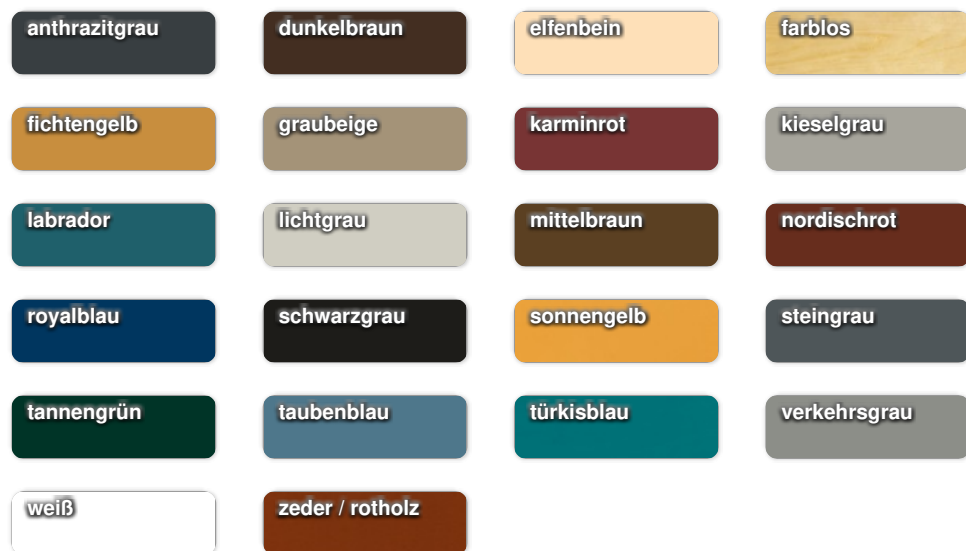 anthrazitgrau
dunkelbraun
elfenbein
farblos
fichtengelb
graubeige
karminrot
kieselgrau
labrador
lichtgrau
mittelbraun
nordischrot
royalblau
schwarzgrau
sonnengelb
steingrau
tannengrün
taubenblau
türkisblau
verkehrsgrau
weiß
zeder / rotholz